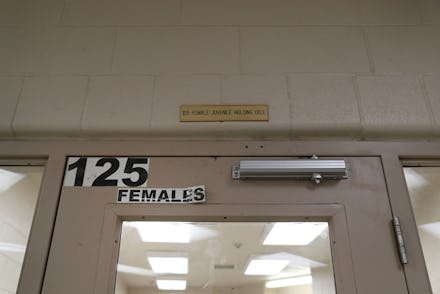 FEMALE JUVENILE HOLDING CELL
125
FEMALES